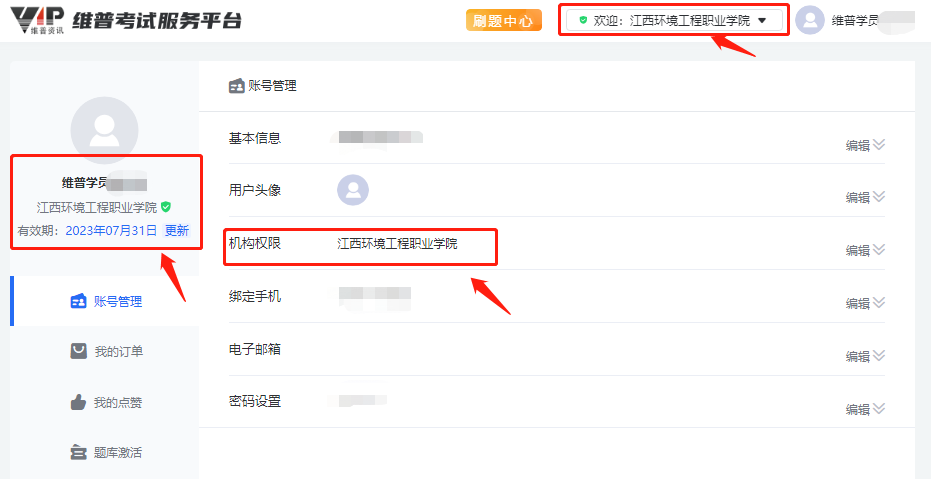 VIP 维普资讯 维普考试服务平台
刷题中心
欢迎：江西环境工程职业学院
维普学员
维普学员
江西环境工程职业学院
有效期：2023年07月31日 更新
账号管理
我的订单
我的点赞
题库激活
账号管理
基本信息 编辑
用户头像 编辑
机构权限 江西环境工程职业学院 编辑
绑定手机 编辑
电子邮箱 编辑
密码设置 编辑